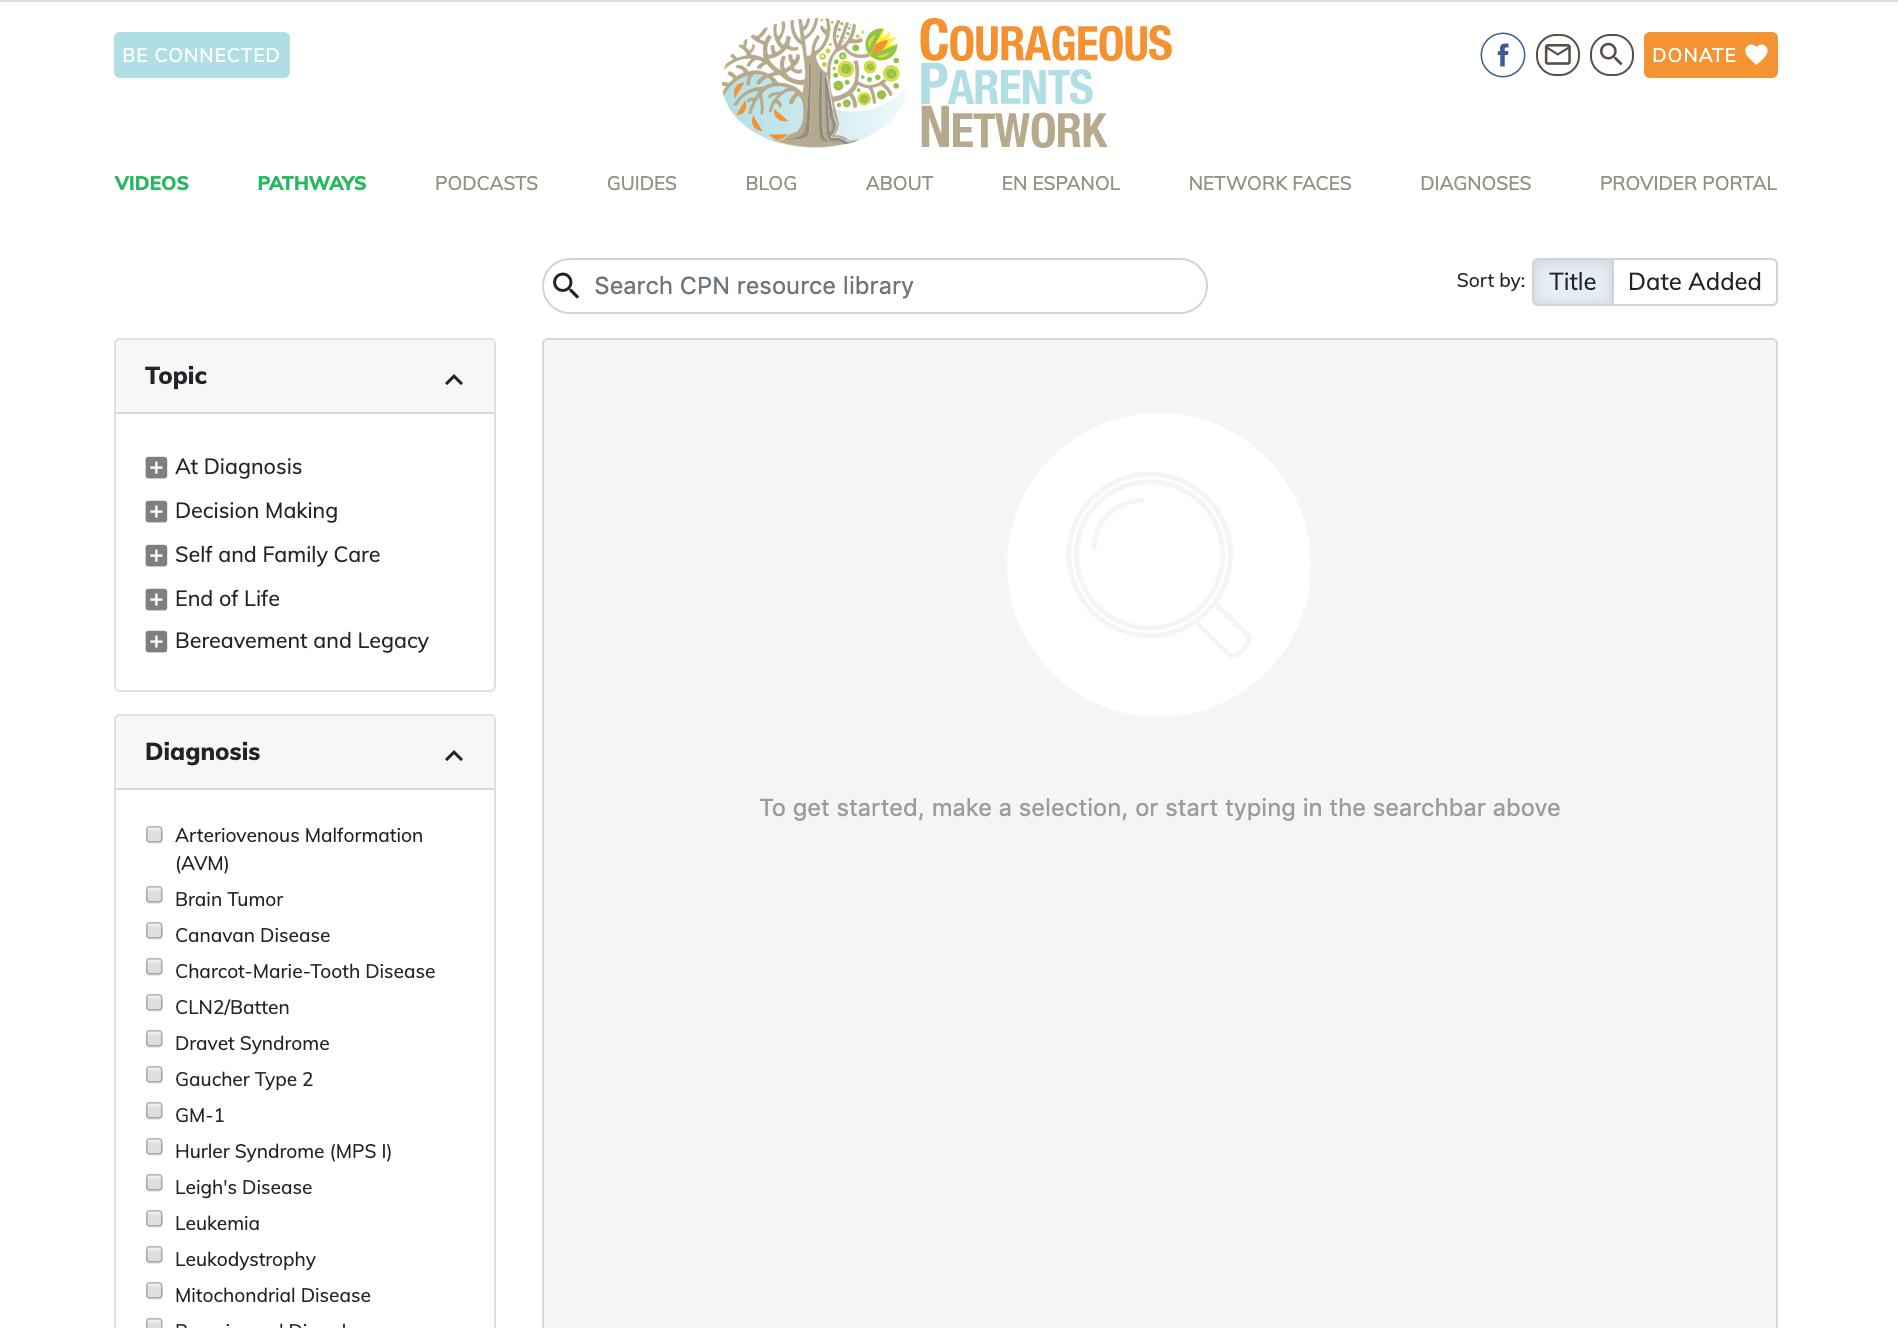 BE CONNECTED
COURAGEOUS
PARENTS
NETWORK
f
DONATE
VIDEOS
PATHWAYS
PODCASTS
GUIDES
BLOG
ABOUT
EN ESPANOL
NETWORK FACES
DIAGNOSES
PROVIDER PORTAL
Search CPN resource library
Sort by:
Title
Date Added
Topic
At Diagnosis
Decision Making
Self and Family Care
End of Life
Bereavement and Legacy
Diagnosis
Arteriovenous Malformation
(AVM)
Brain Tumor
Canavan Disease
Charcot-Marie-Tooth Disease
CLN2/Batten
Dravet Syndrome
Gaucher Type 2
GM-1
Hurler Syndrome (MPS I)
Leigh's Disease
Leukemia
Leukodystrophy
Mitochondrial Disease
To get started, make a selection, or start typing in the searchbar above